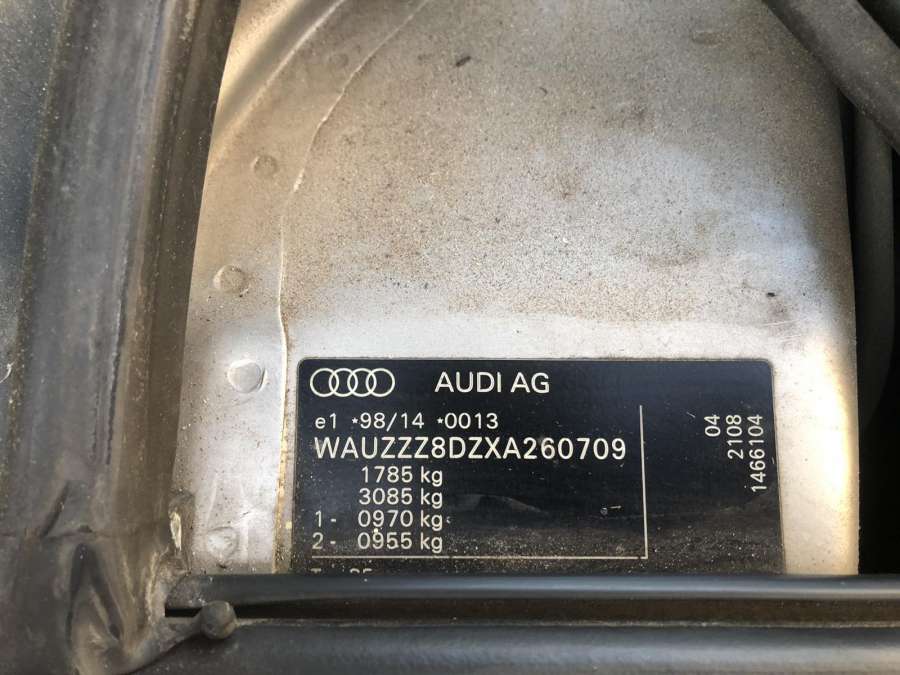 AUDI AG
e1 *98/14 *0013
WAUZZZ8DZXA260709
1785 kg
3085 kg
1- 0970 kg
2- 0955 kg
04
2108
1466104